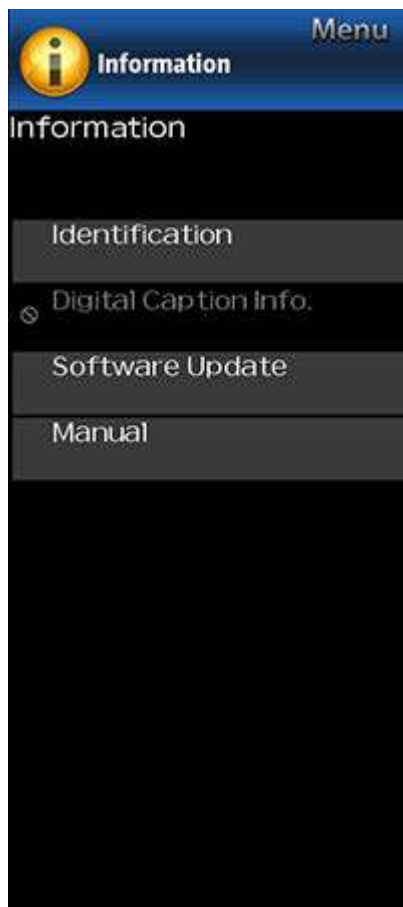 Menu
Information
Information
Identification
Digital Caption Info.
Software Update
Manual